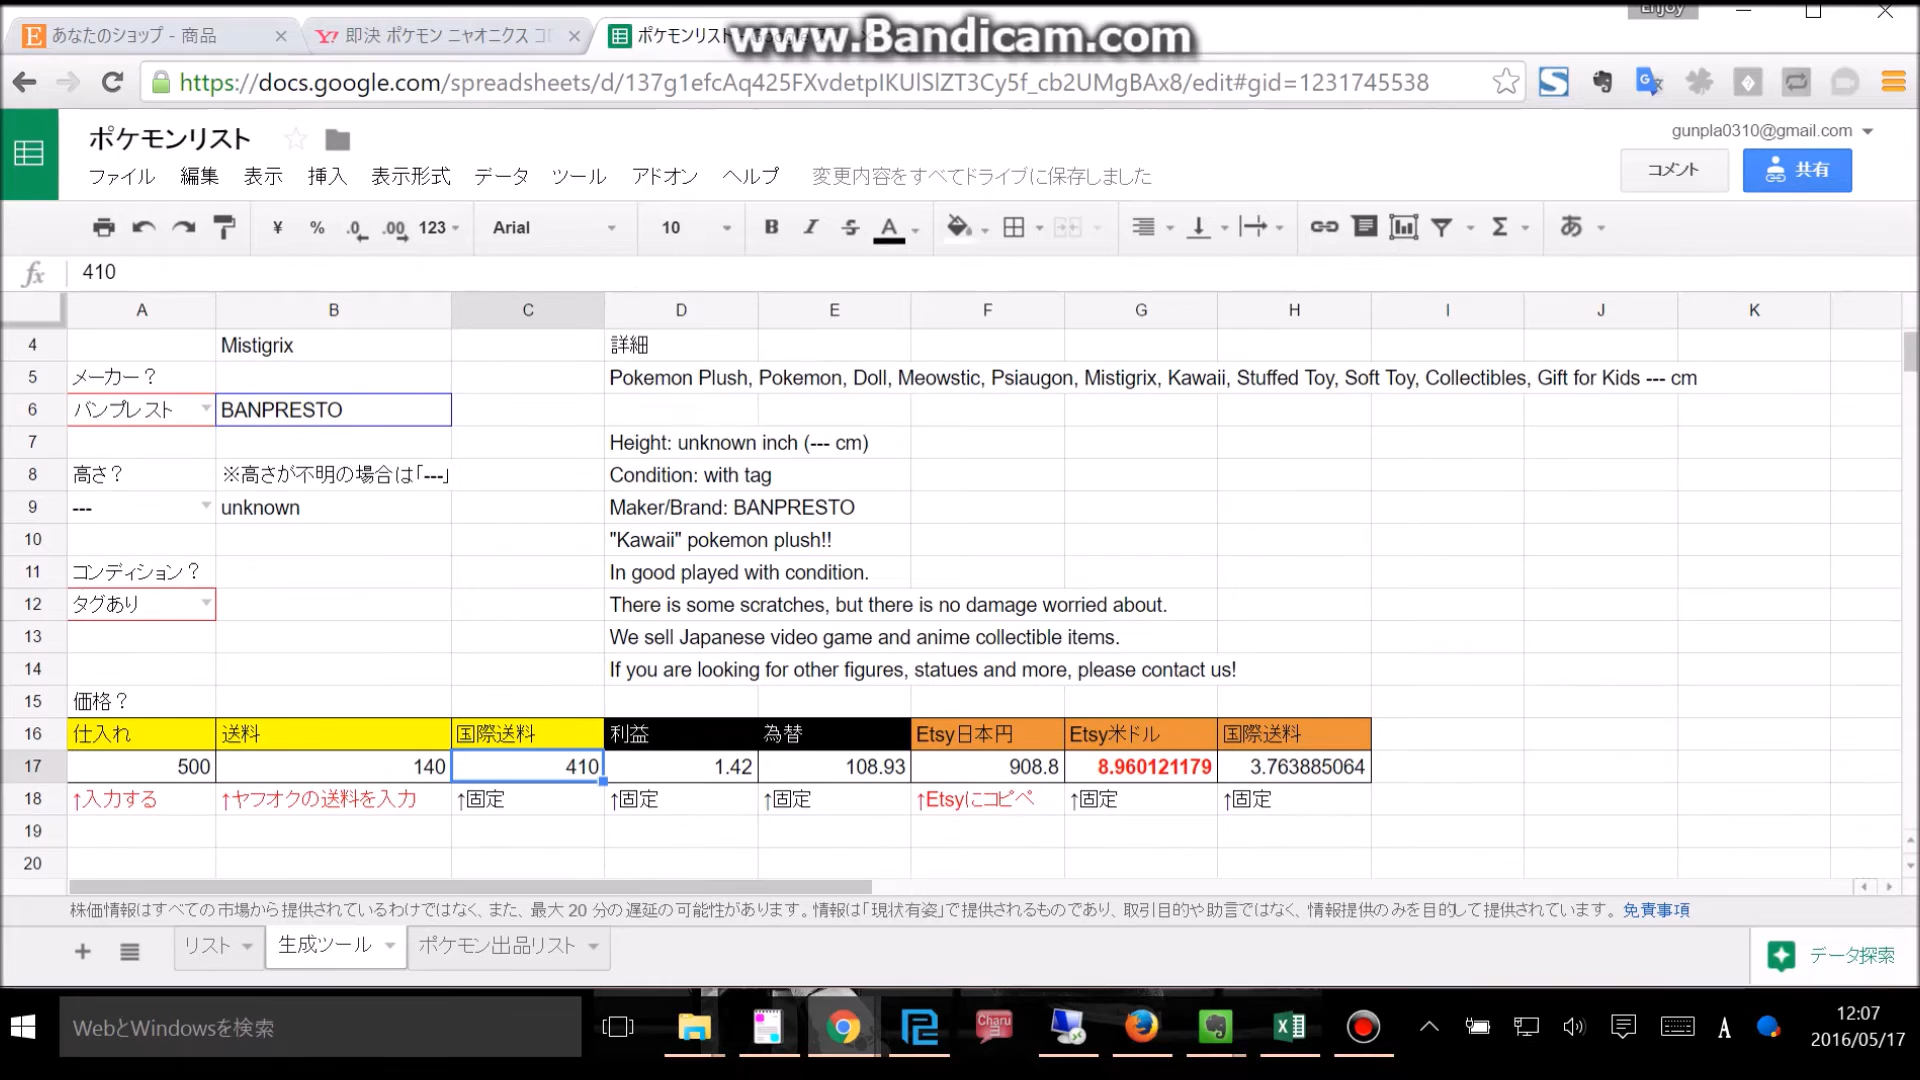 あなたのショップ - 商品
即決 ポケモン ニャオニクス コ
ポケモンリスト
www.Bandicam.com
Enjoy
https://docs.google.com/spreadsheets/d/137g1efcAq425FXvdetpIKUlSlZT3Cy5f_cb2UMgBAx8/edit#gid=1231745538
ポケモンリスト
gunpla0310@gmail.com
ファイル 編集 表示 挿入 表示形式 データ ツール アドオン ヘルプ 変更内容をすべてドライブに保存しました
コメント
共有
¥ % .0 .00 123 Arial 10 B I S A Σ あ
fx 410
A B C D E F G H I J K
4 Mistigrix 詳細
5 メーカー？ Pokemon Plush, Pokemon, Doll, Meowstic, Psiaugon, Mistigrix, Kawaii, Stuffed Toy, Soft Toy, Collectibles, Gift for Kids --- cm
6 バンプレスト BANPRESTO
7 Height: unknown inch (--- cm)
8 高さ？ ※高さが不明の場合は「---」 Condition: with tag
9 --- unknown Maker/Brand: BANPRESTO
10 "Kawaii" pokemon plush!!
11 コンディション？ In good played with condition.
12 タグあり There is some scratches, but there is no damage worried about.
13 We sell Japanese video game and anime collectible items.
14 If you are looking for other figures, statues and more, please contact us!
15 価格？
16 仕入れ 送料 国際送料 利益 為替 Etsy日本円 Etsy米ドル 国際送料
17 500 140 410 1.42 108.93 908.8 8.960121179 3.763885064
18 ↑入力する ↑ヤフオクの送料を入力 ↑固定 ↑固定 ↑固定 ↑Etsyにコピペ ↑固定 ↑固定
19
20
株価情報はすべての市場から提供されているわけではなく、また、最大 20 分の遅延の可能性があります。情報は「現状有姿」で提供されるものであり、取引目的や助言ではなく、情報提供のみを目的として提供されています。 免責事項
リスト 生成ツール ポケモン出品リスト
データ探索
WebとWindowsを検索
Charu
A
12:07
2016/05/17